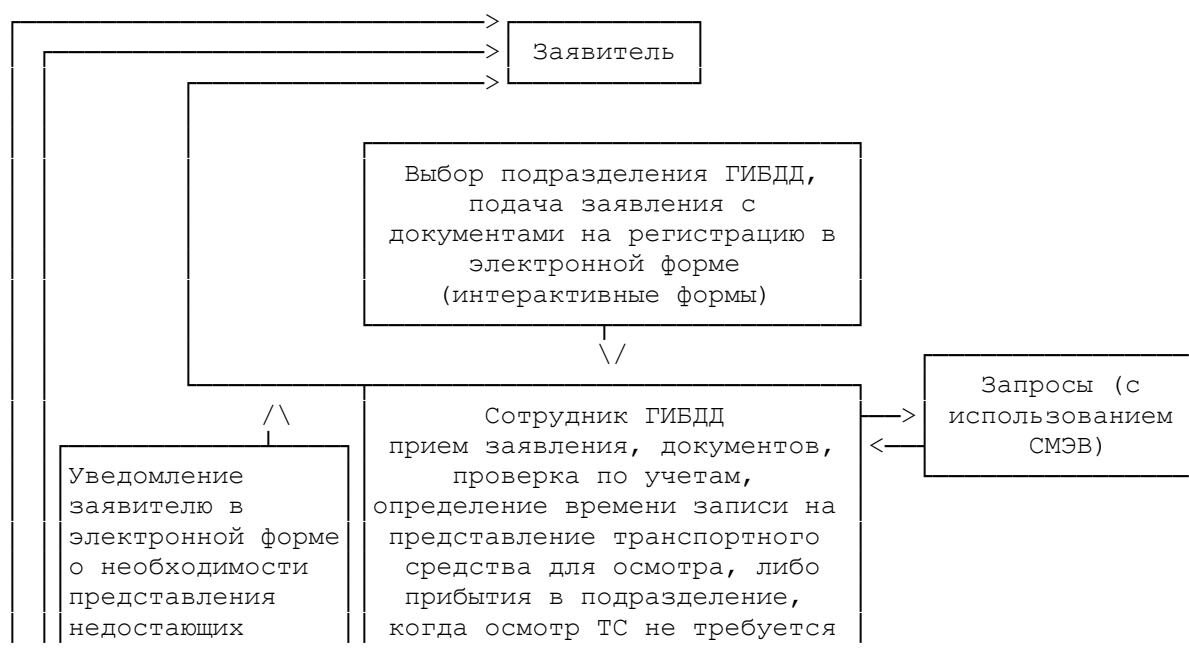 Заявитель
Выбор подразделения ГИБДД,
подача заявления с
документами на регистрацию в
электронной форме
(интерактивные формы)
Запросы (с
использованием
СМЭВ)
Сотрудник ГИБДД
прием заявления, документов,
проверка по учетам,
определение времени записи на
представление транспортного
средства для осмотра, либо
прибытия в подразделение,
когда осмотр ТС не требуется
Уведомление
заявителю в
электронной форме
о необходимости
представления
недостающих